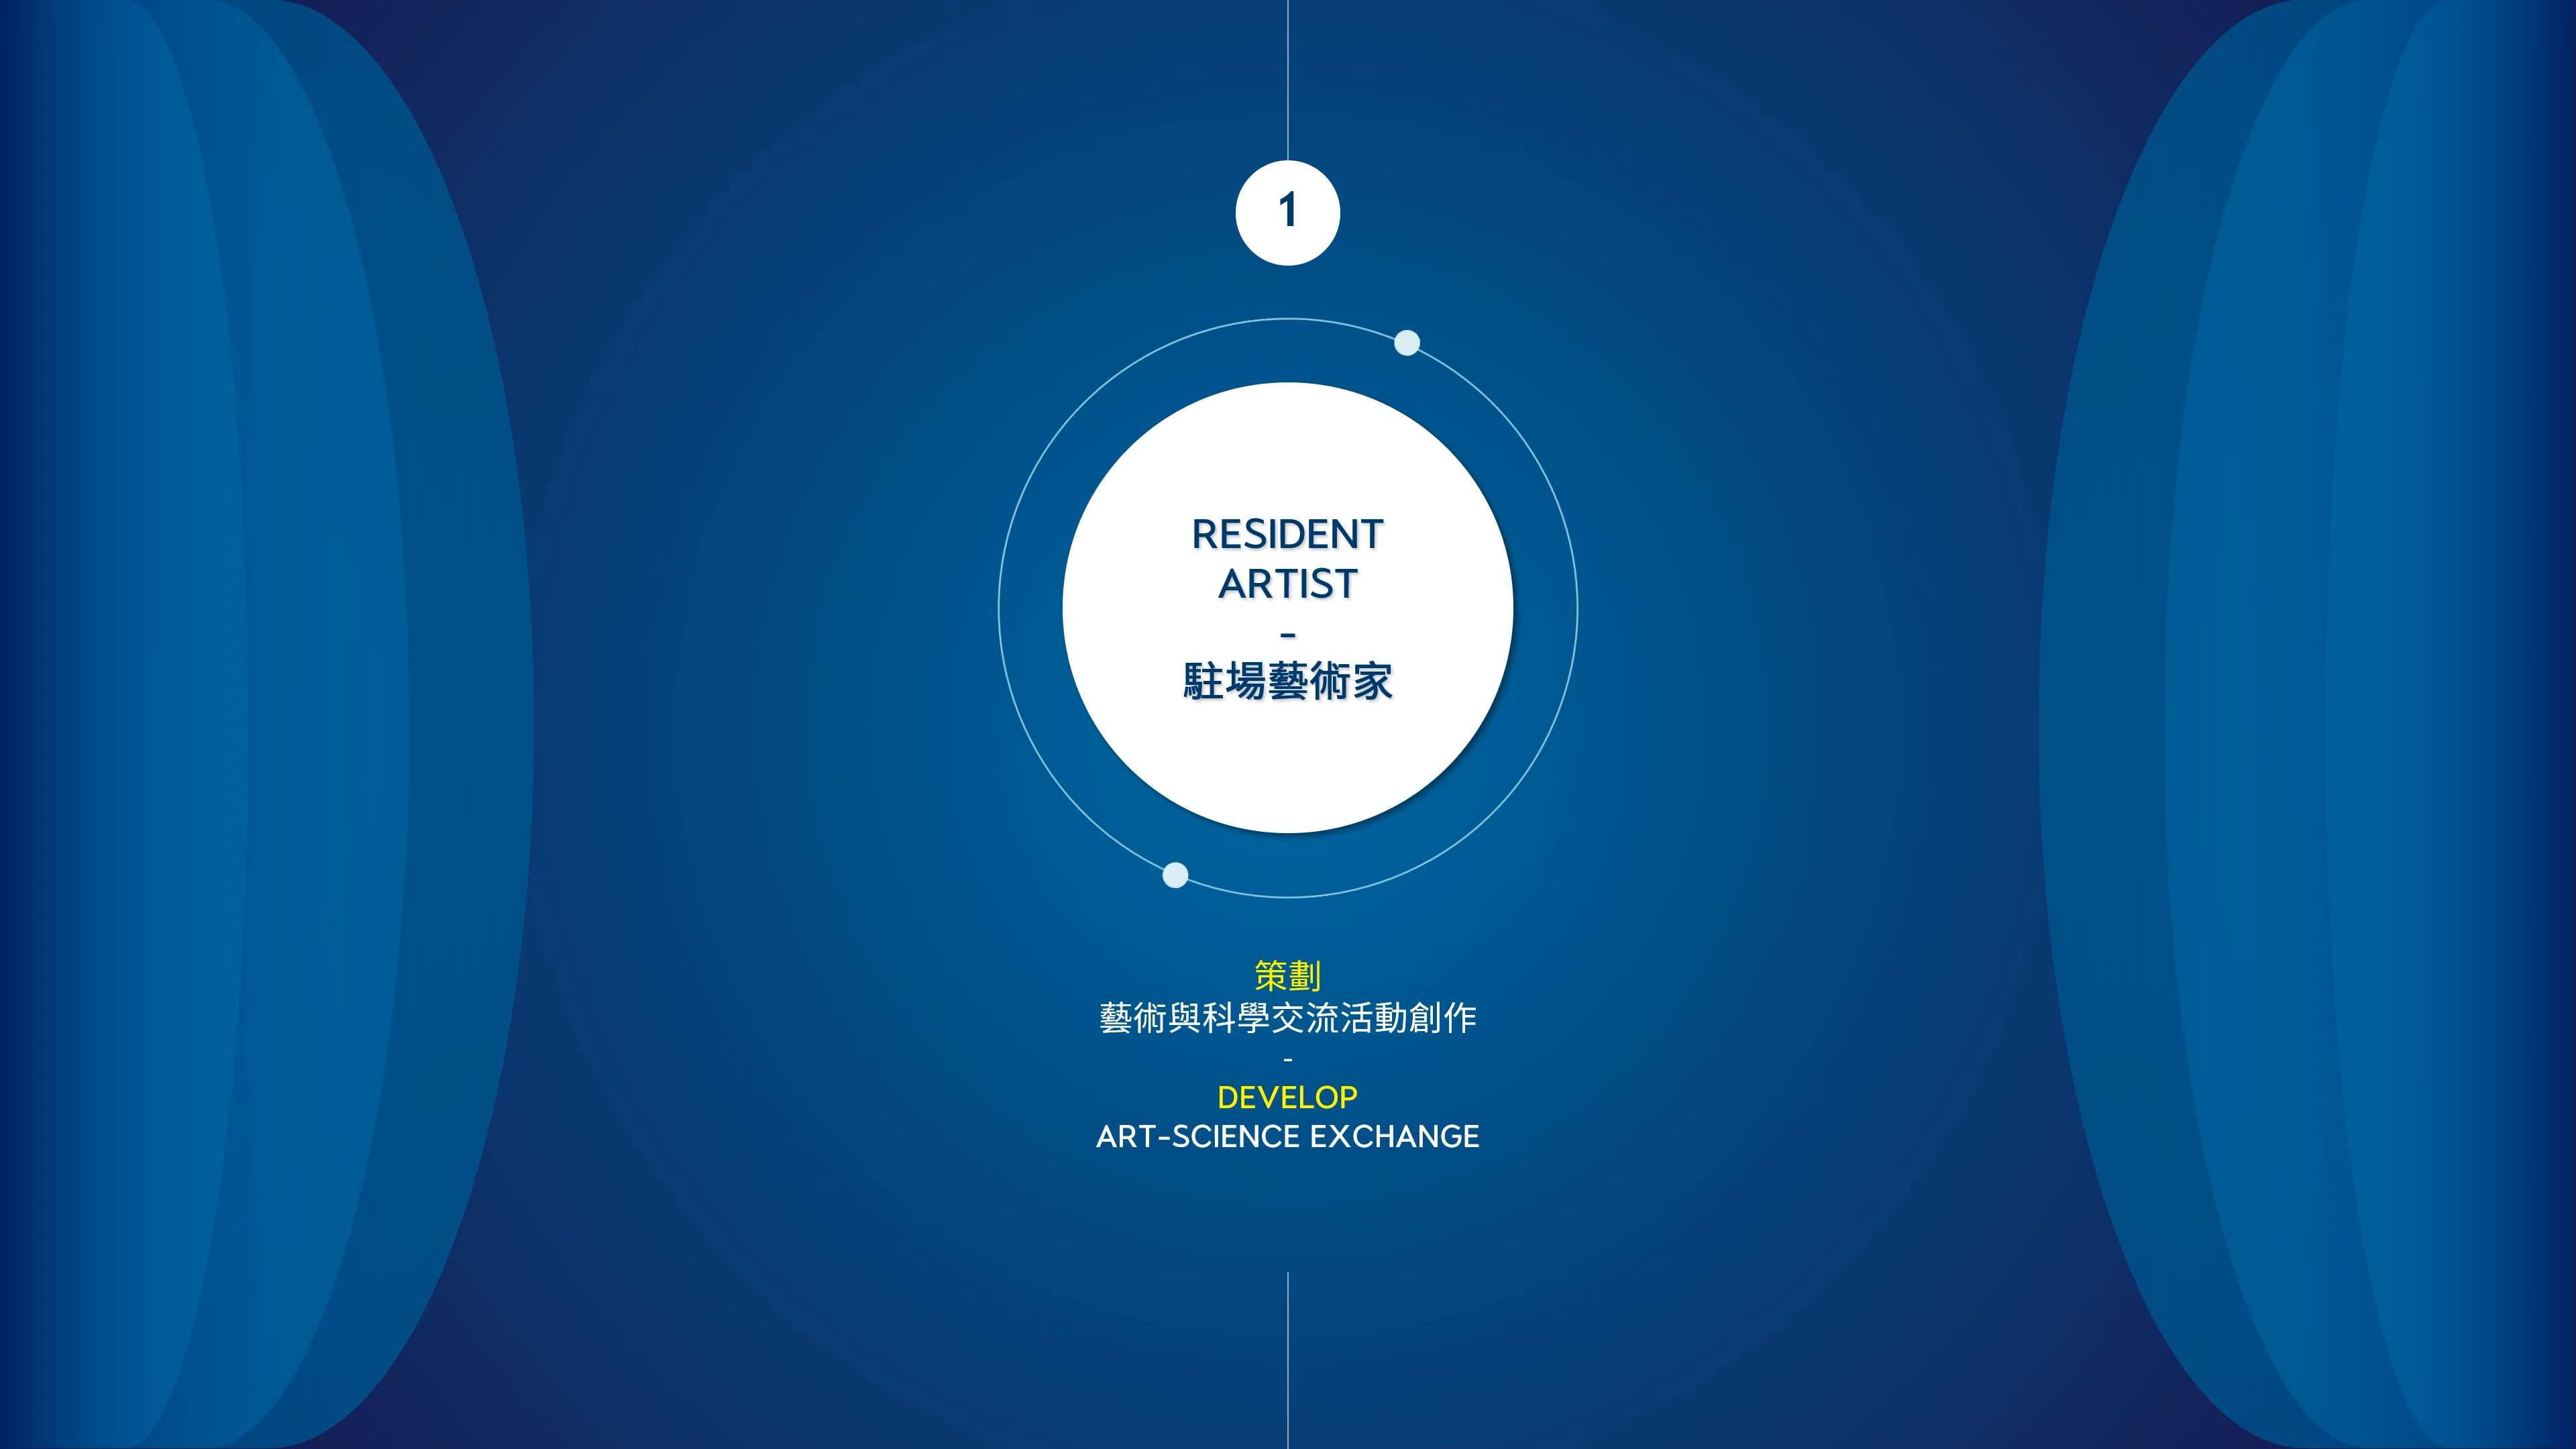 1
RESIDENT
ARTIST
-
駐場藝術家
策劃
藝術與科學交流活動創作
-
DEVELOP
ART-SCIENCE EXCHANGE